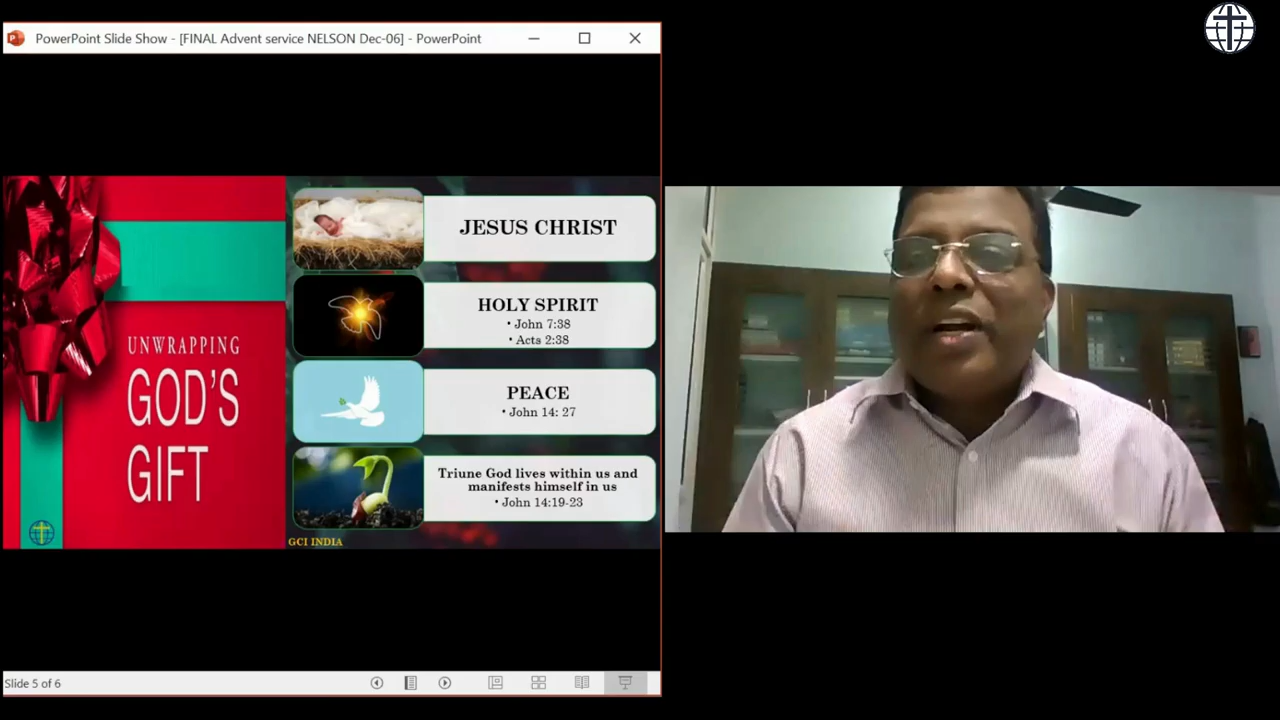 PowerPoint Slide Show - [FINAL Advent service NELSON Dec-06] - PowerPoint
UNWRAPPING
GOD'S
GIFT
JESUS CHRIST
HOLY SPIRIT
• John 7:38
• Acts 2:38
PEACE
• John 14: 27
Triune God lives within us and
manifests himself in us
• John 14:19-23
GCI INDIA
Slide 5 of 6